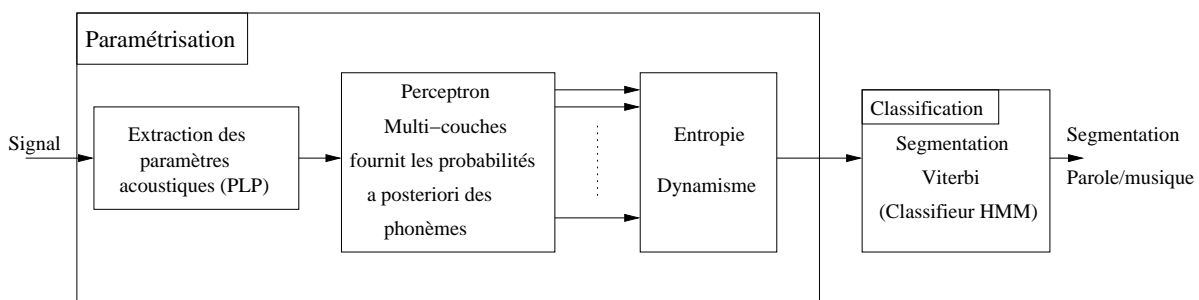 Paramétrisation
Signal
Extraction des
paramètres
acoustiques (PLP)
Perceptron
Multi−couches
fournit les probabilités
a posteriori des
phonèmes
Entropie
Dynamisme
Classification
Segmentation
Viterbi
(Classifieur HMM)
Segmentation
Parole/musique